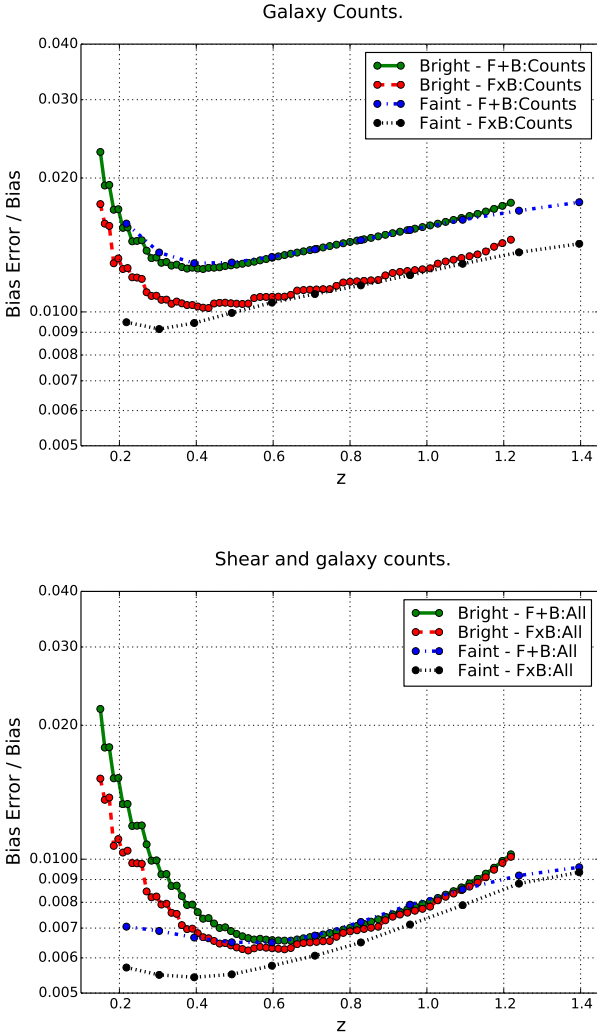 Galaxy Counts.
0.040
0.030
0.020
0.0100
0.009
0.008
0.007
0.006
0.005
Bias Error / Bias
Bright - F+B:Counts
Bright - FxB:Counts
Faint - F+B:Counts
Faint - FxB:Counts
0.2 0.4 0.6 0.8 1.0 1.2 1.4
z
Shear and galaxy counts.
0.040
0.030
0.020
0.0100
0.009
0.008
0.007
0.006
0.005
Bias Error / Bias
Bright - F+B:All
Bright - FxB:All
Faint - F+B:All
Faint - FxB:All
0.2 0.4 0.6 0.8 1.0 1.2 1.4
z